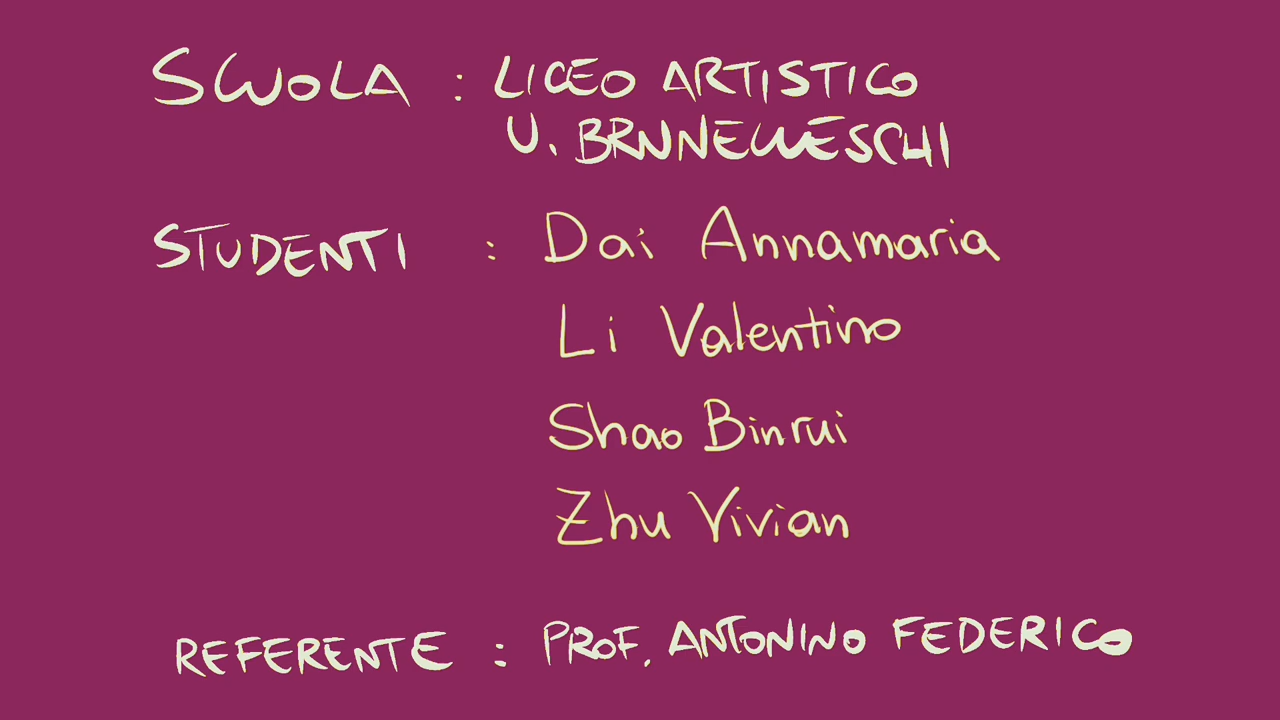 SCUOLA : LICEO ARTISTICO
U. BRUNELLESCHI
STUDENTI : Dai Annamaria
Li Valentino
Shao Binrui
Zhu Vivian
REFERENTE : PROF. ANTONINO FEDERICO